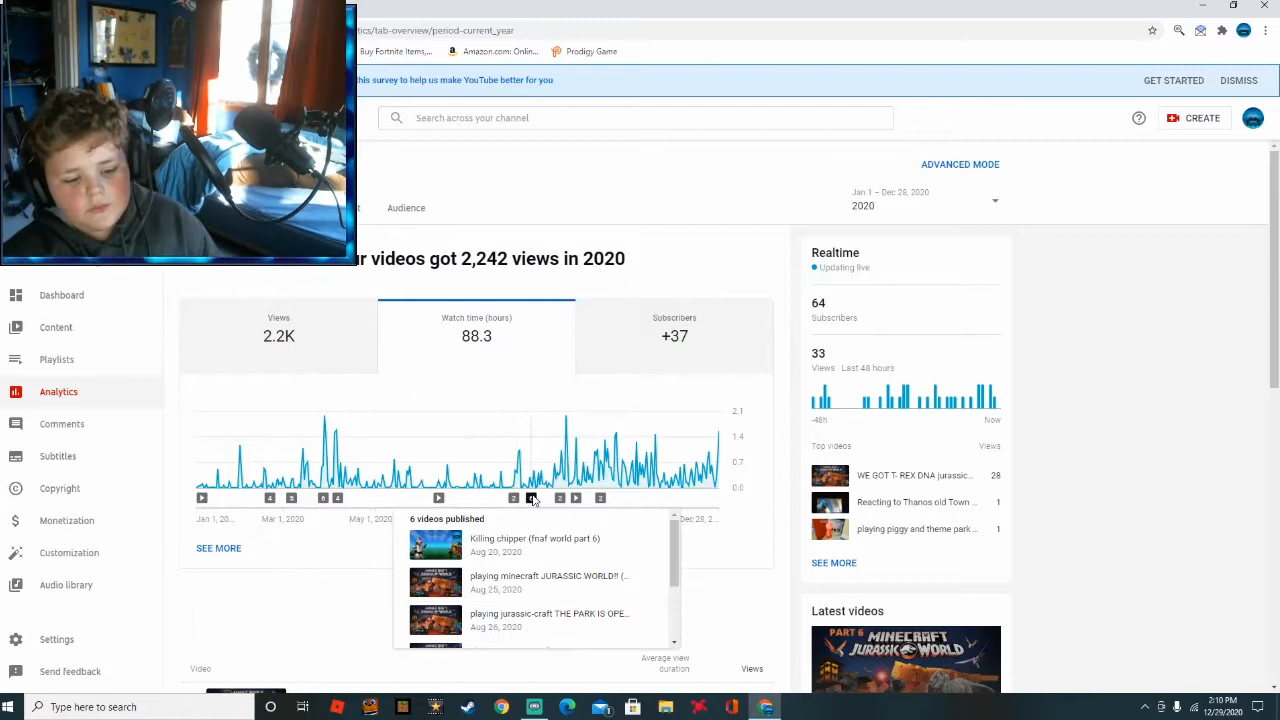 tics/tab-overview/period-current_year
Buy Fortnite Items,...
Amazon.com: Onlin...
Prodigy Game
this survey to help us make YouTube better for you
GET STARTED
DISMISS
Search across your channel
CREATE
ADVANCED MODE
Audience
Jan 1 – Dec 28, 2020
2020
r videos got 2,242 views in 2020
Dashboard
Content
Playlists
Analytics
Comments
Subtitles
Copyright
Monetization
Customization
Audio library
Settings
Send feedback
Views
2.2K
Watch time (hours)
88.3
Subscribers
+37
2.1
1.4
0.7
0.0
4
5
6
4
2
2
2
Jan 1, 20...
Mar 1, 2020
May 1, 2020
Dec 28, 2...
SEE MORE
6 videos published
Killing chipper (fnaf world part 6)
Aug 20, 2020
playing minecraft JURASSIC WORLD!! (...
Aug 25, 2020
playing jurassic-craft THE PARK IS OPE...
Aug 26, 2020
Video
Average view
duration
Views
Realtime
Updating live
64
Subscribers
33
Views · Last 48 hours
-48h
Now
Top videos
Views
WE GOT T- REX DNA jurassic...
28
Reacting to Thanos old Town ...
1
playing piggy and theme park ...
1
SEE MORE
Latest videos
PART 6
MINECRAFT
JURASSIC WORLD
Type here to search
2:10 PM
12/29/2020